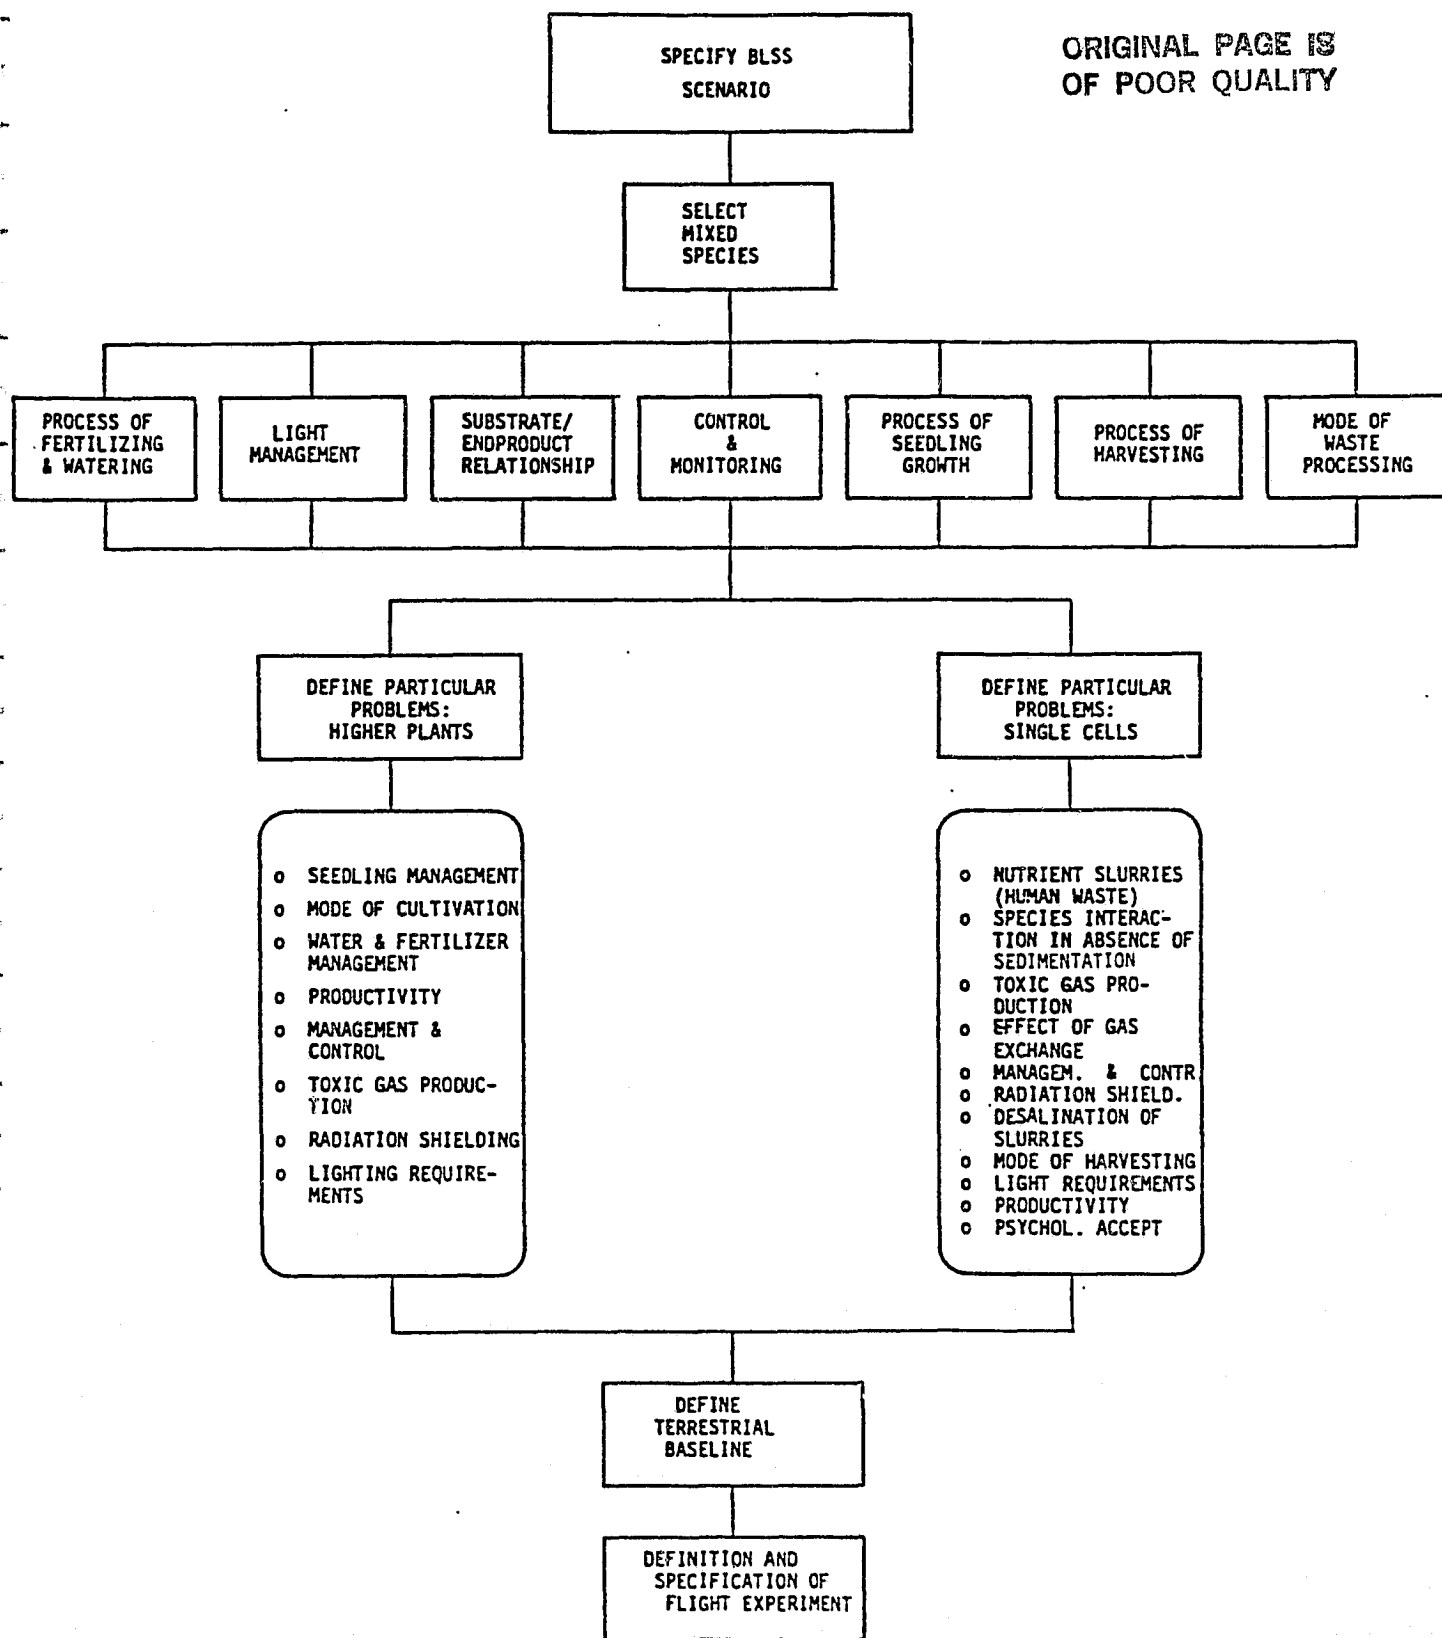 ORIGINAL PAGE IS
OF POOR QUALITY
SPECIFY BLSS
SCENARIO
SELECT
MIXED
SPECIES
PROCESS OF
FERTILIZING
& WATERING
LIGHT
MANAGEMENT
SUBSTRATE/
ENDPRODUCT
RELATIONSHIP
CONTROL
&
MONITORING
PROCESS OF
SEEDLING
GROWTH
PROCESS OF
HARVESTING
MODE OF
WASTE
PROCESSING
DEFINE PARTICULAR
PROBLEMS:
HIGHER PLANTS
DEFINE PARTICULAR
PROBLEMS:
SINGLE CELLS
o SEEDLING MANAGEMENT
o MODE OF CULTIVATION
o WATER & FERTILIZER
MANAGEMENT
o PRODUCTIVITY
o MANAGEMENT &
CONTROL
o TOXIC GAS PRODUC-
TION
o RADIATION SHIELDING
o LIGHTING REQUIRE-
MENTS
o NUTRIENT SLURRIES
(HUMAN WASTE)
o SPECIES INTERAC-
TION IN ABSENCE OF
SEDIMENTATION
o TOXIC GAS PRO-
DUCTION
o EFFECT OF GAS
EXCHANGE
o MANAGEM. & CONTR
o RADIATION SHIELD.
o DESALINATION OF
SLURRIES
o MODE OF HARVESTING
o LIGHT REQUIREMENTS
o PRODUCTIVITY
o PSYCHOL. ACCEPT
DEFINE
TERRESTRIAL
BASELINE
DEFINITION AND
SPECIFICATION OF
FLIGHT EXPERIMENT